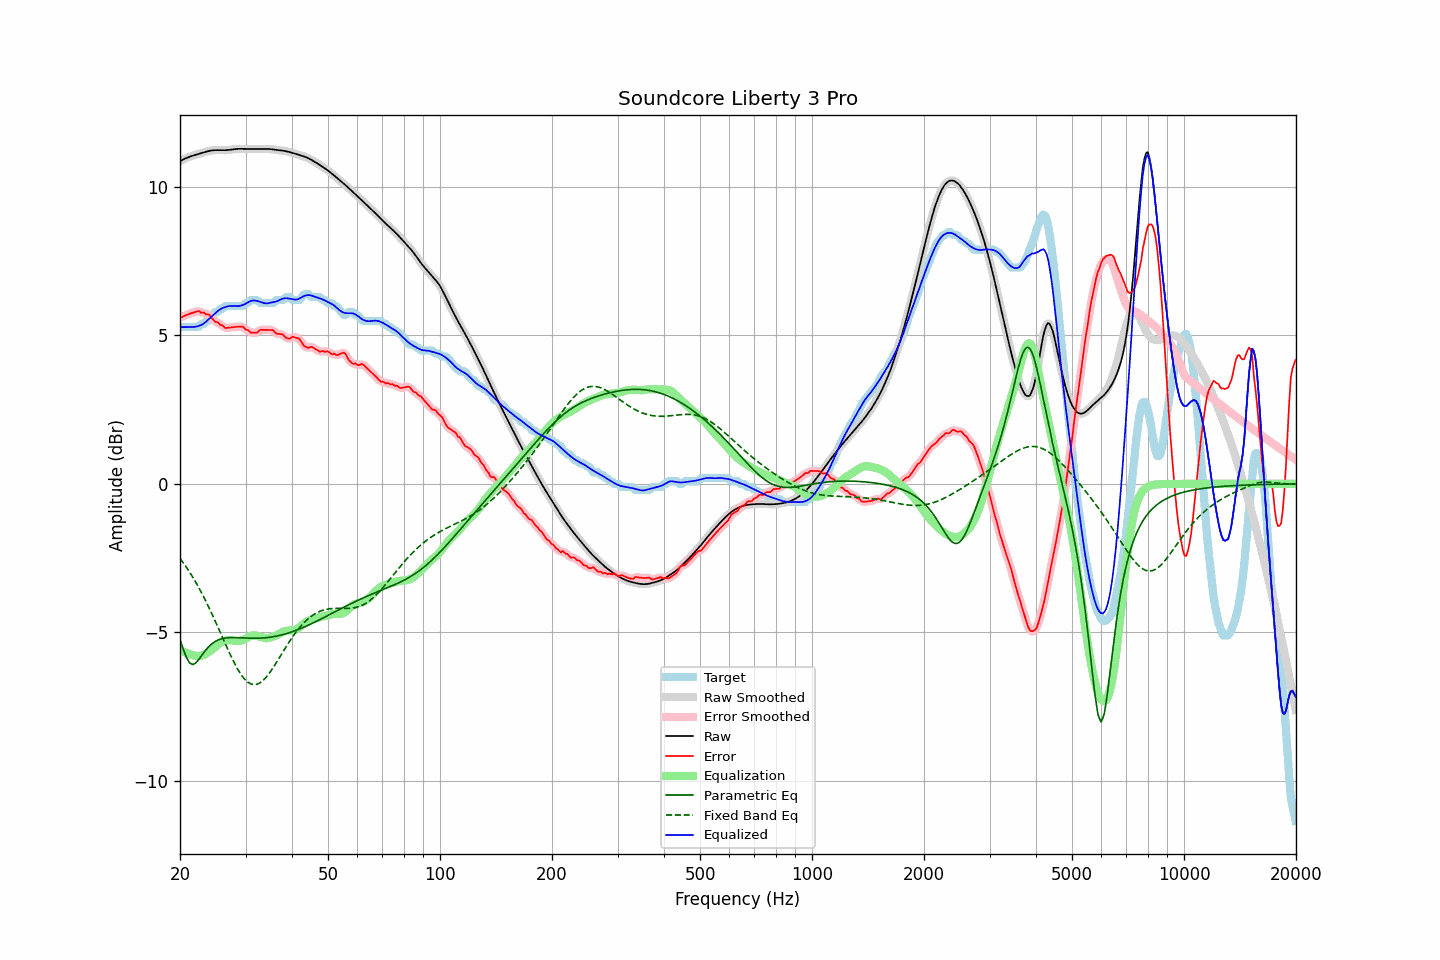 Soundcore Liberty 3 Pro
Amplitude (dBr)
10
5
0
−5
−10
20
50
100
200
500
1000
2000
5000
10000
20000
Frequency (Hz)
Target
Raw Smoothed
Error Smoothed
Raw
Error
Equalization
Parametric Eq
Fixed Band Eq
Equalized